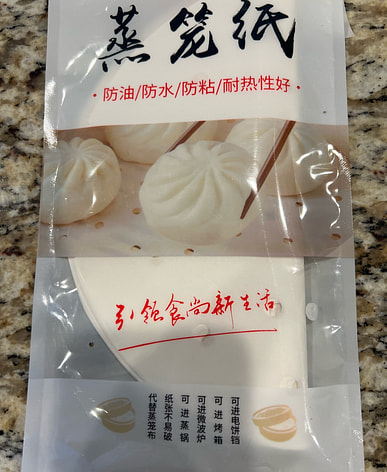 蒸笼纸
·防油/防水/防粘/耐热性好·
引领食尚新生活
可进电饼铛
可进烤箱
可进微波炉
可进蒸锅
纸张不易破
代替蒸笼布